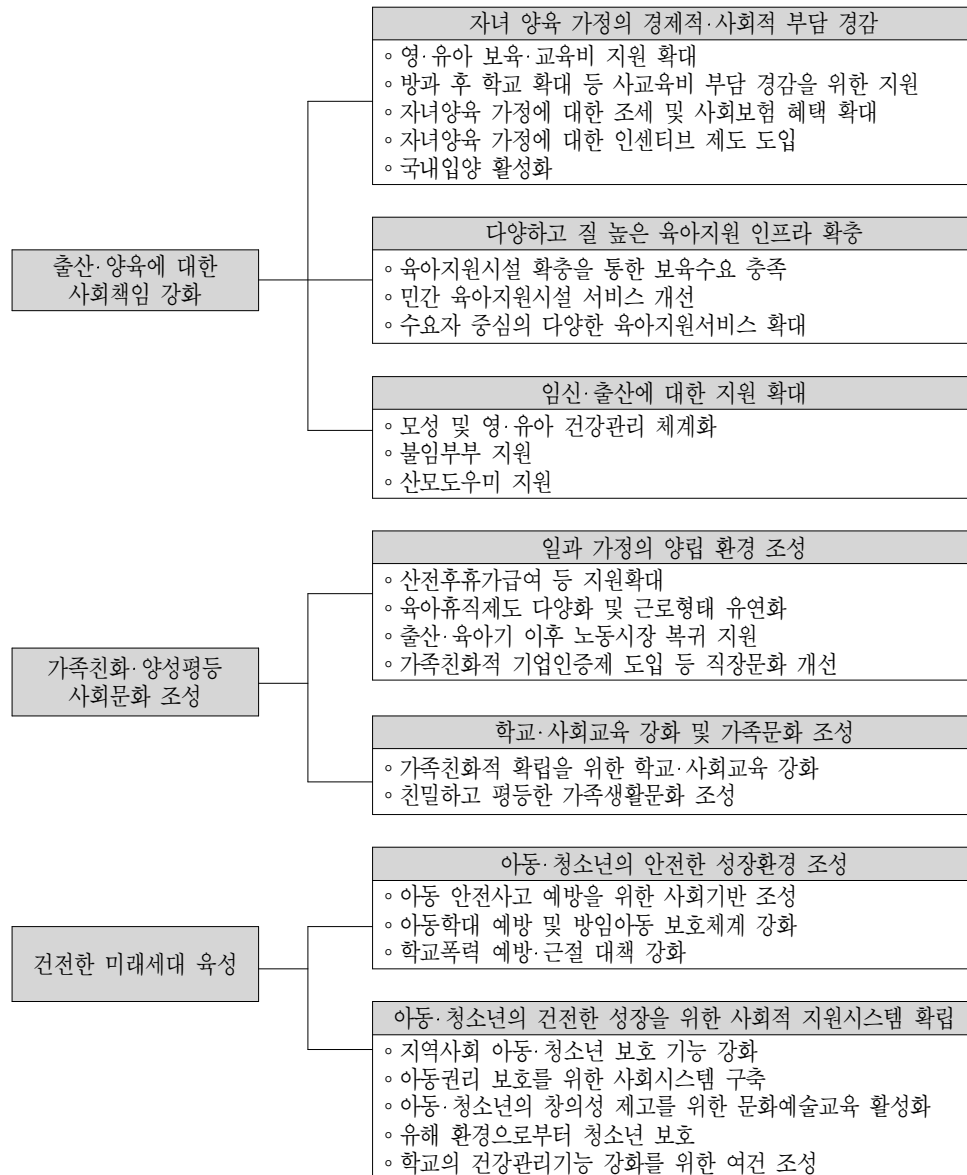 자녀 양육 가정의 경제적·사회적 부담 경감
◦ 영·유아 보육·교육비 지원 확대
◦ 방과 후 학교 확대 등 사교육비 부담 경감을 위한 지원
◦ 자녀양육 가정에 대한 조세 및 사회보험 혜택 확대
◦ 자녀양육 가정에 대한 인센티브 제도 도입
◦ 국내입양 활성화
출산·양육에 대한
사회책임 강화
다양하고 질 높은 육아지원 인프라 확충
◦ 육아지원시설 확충을 통한 보육수요 충족
◦ 민간 육아지원시설 서비스 개선
◦ 수요자 중심의 다양한 육아지원서비스 확대
임신·출산에 대한 지원 확대
◦ 모성 및 영·유아 건강관리 체계화
◦ 불임부부 지원
◦ 산모도우미 지원
일과 가정의 양립 환경 조성
◦ 산전후휴가급여 등 지원확대
◦ 육아휴직제도 다양화 및 근로형태 유연화
◦ 출산·육아기 이후 노동시장 복귀 지원
◦ 가족친화적 기업인증제 도입 등 직장문화 개선
가족친화·양성평등
사회문화 조성
학교·사회교육 강화 및 가족문화 조성
◦ 가족친화적 확립을 위한 학교·사회교육 강화
◦ 친밀하고 평등한 가족생활문화 조성
아동·청소년의 안전한 성장환경 조성
◦ 아동 안전사고 예방을 위한 사회기반 조성
◦ 아동학대 예방 및 방임아동 보호체계 강화
◦ 학교폭력 예방·근절 대책 강화
건전한 미래세대 육성
아동·청소년의 건전한 성장을 위한 사회적 지원시스템 확립
◦ 지역사회 아동·청소년 보호 기능 강화
◦ 아동권리 보호를 위한 사회시스템 구축
◦ 아동·청소년의 창의성 제고를 위한 문화예술교육 활성화
◦ 유해 환경으로부터 청소년 보호
◦ 학교의 건강관리기능 강화를 위한 여건 조성